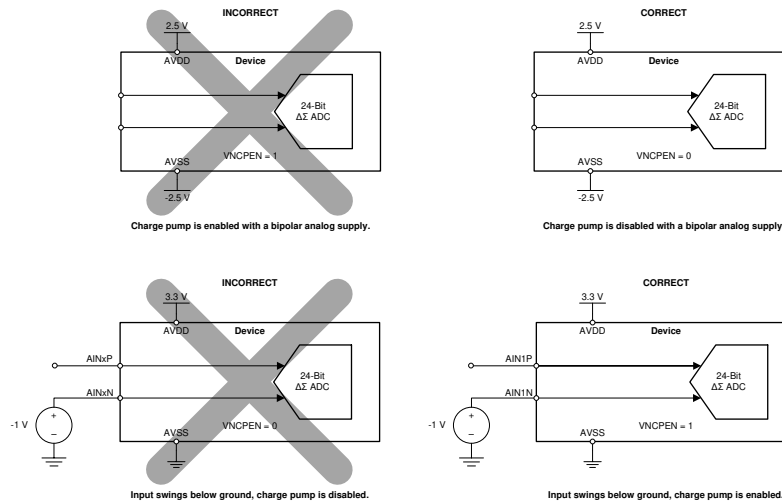 INCORRECT
2.5 V
AVDD
Device
24-Bit
ΔΣ ADC
VNCPEN = 1
AVSS
-2.5 V
Charge pump is enabled with a bipolar analog supply.
CORRECT
2.5 V
AVDD
Device
24-Bit
ΔΣ ADC
VNCPEN = 0
AVSS
-2.5 V
Charge pump is disabled with a bipolar analog supply
INCORRECT
3.3 V
AVDD
Device
AINxP
24-Bit
ΔΣ ADC
AINxN
-1 V
+
−
AVSS
VNCPEN = 0
Input swings below ground, charge pump is disabled.
CORRECT
3.3 V
AVDD
Device
AIN1P
24-Bit
ΔΣ ADC
AIN1N
-1 V
+
−
AVSS
VNCPEN = 1
Input swings below ground, charge pump is enabled.